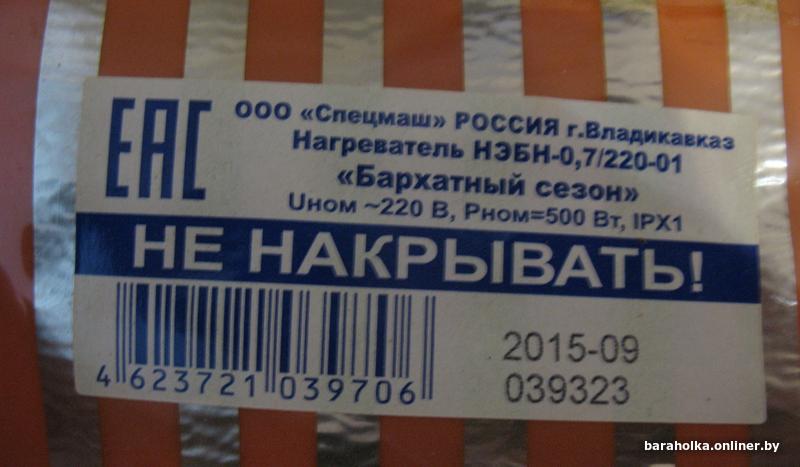 EAC
ООО «Спецмаш» РОССИЯ г.Владикавказ
Нагреватель НЭБН-0,7/220-01
«Бархатный сезон»
Uном ~220 В, Рном=500 Вт, IPX1
НЕ НАКРЫВАТЬ!
4 623721 039706
2015-09
039323
baraholka.onliner.by